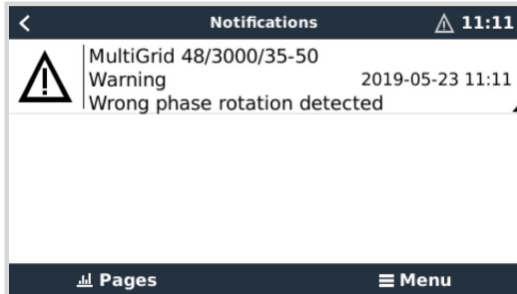 Notifications 11:11
MultiGrid 48/3000/35-50
Warning 2019-05-23 11:11
Wrong phase rotation detected
Pages Menu